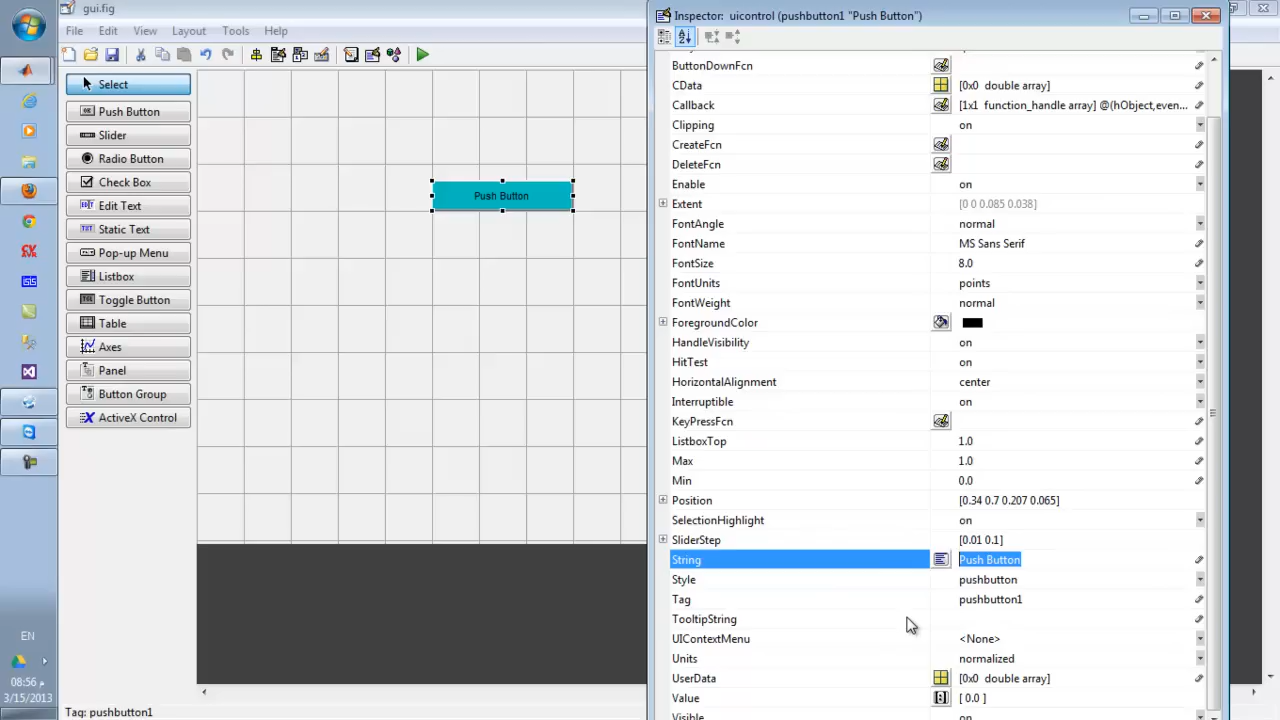 gui.fig
File Edit View Layout Tools Help
Select
Push Button
Slider
Radio Button
Check Box
Edit Text
Static Text
Pop-up Menu
Listbox
Toggle Button
Table
Axes
Panel
Button Group
ActiveX Control
Push Button
Tag: pushbutton1
EN
08:56 م
3/15/2013
Inspector: uicontrol (pushbutton1 "Push Button")
ButtonDownFcn
CData [0x0 double array]
Callback [1x1 function_handle array] @(hObject,even...
Clipping on
CreateFcn
DeleteFcn
Enable on
Extent [0 0 0.085 0.038]
FontAngle normal
FontName MS Sans Serif
FontSize 8.0
FontUnits points
FontWeight normal
ForegroundColor
HandleVisibility on
HitTest on
HorizontalAlignment center
Interruptible on
KeyPressFcn
ListboxTop 1.0
Max 1.0
Min 0.0
Position [0.34 0.7 0.207 0.065]
SelectionHighlight on
SliderStep [0.01 0.1]
String Push Button
Style pushbutton
Tag pushbutton1
TooltipString
UIContextMenu <None>
Units normalized
UserData [0x0 double array]
Value [ 0.0 ]
Visible on